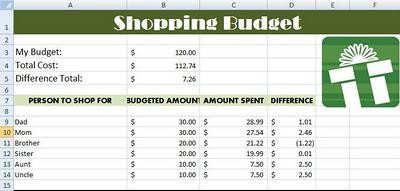 A B C D E F
1 Shopping Budget
2
3 My Budget: $ 120.00
4 Total Cost: $ 112.74
5 Difference Total: $ 7.26
6
7 PERSON TO SHOP FOR BUDGETED AMOUNT AMOUNT SPENT DIFFERENCE
8
9 Dad $ 30.00 $ 28.99 $ 1.01
10 Mom $ 30.00 $ 27.54 $ 2.46
11 Brother $ 20.00 $ 21.22 $ (1.22)
12 Sister $ 20.00 $ 19.99 $ 0.01
13 Aunt $ 10.00 $ 7.50 $ 2.50
14 Uncle $ 10.00 $ 7.50 $ 2.50
15